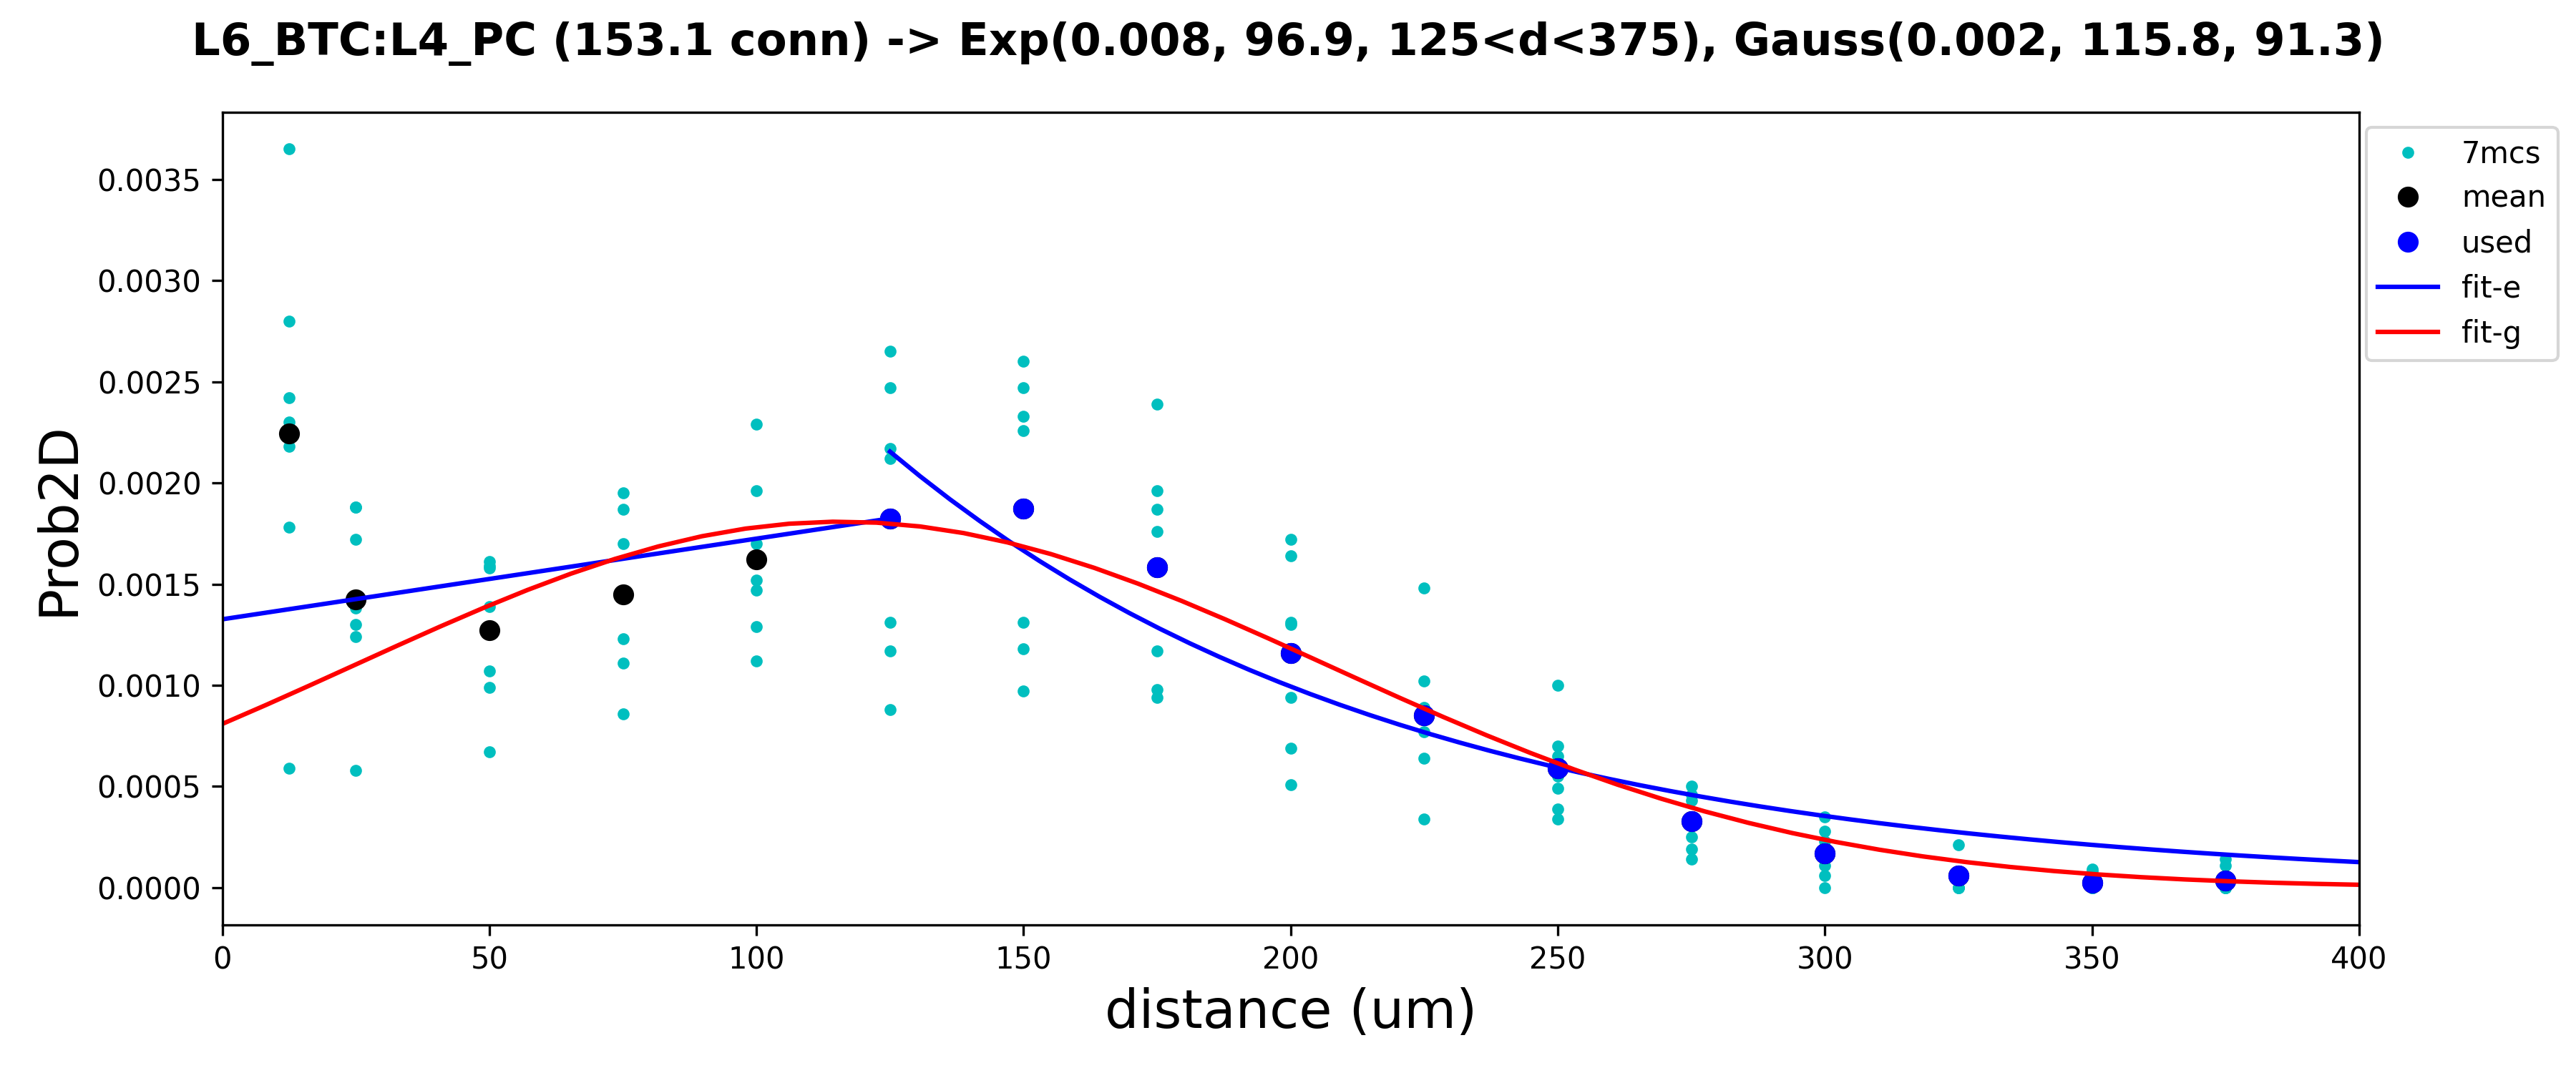 L6_BTC:L4_PC (153.1 conn) -> Exp(0.008, 96.9, 125<d<375), Gauss(0.002, 115.8, 91.3)
Prob2D
0.0035
0.0030
0.0025
0.0020
0.0015
0.0010
0.0005
0.0000
0 50 100 150 200 250 300 350 400
distance (um)
7mcs
mean
used
fit-e
fit-g